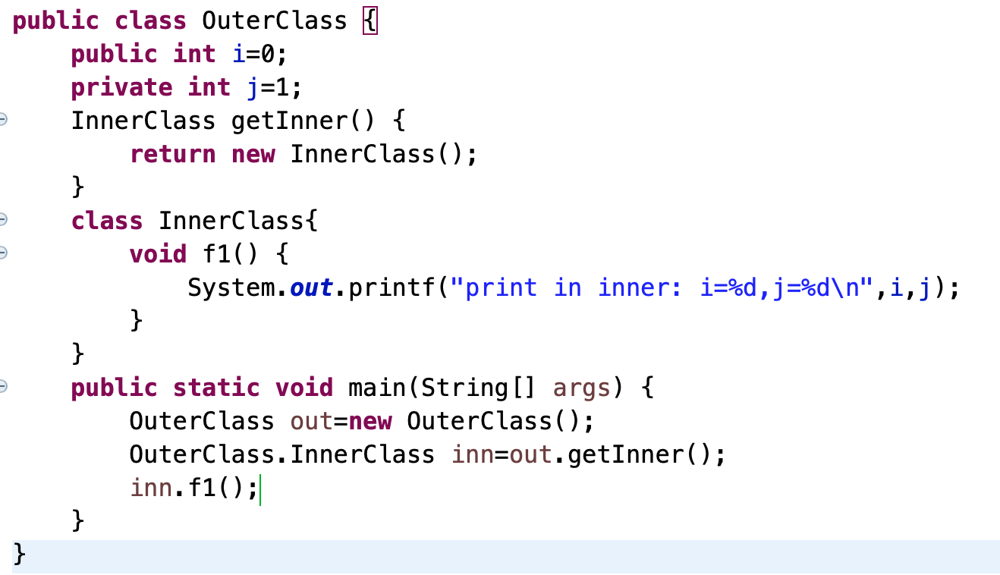 public class OuterClass {
    public int i=0;
    private int j=1;
    InnerClass getInner() {
        return new InnerClass();
    }
    class InnerClass{
        void f1() {
            System.out.printf("print in inner: i=%d,j=%d\n",i,j);
        }
    }
    public static void main(String[] args) {
        OuterClass out=new OuterClass();
        OuterClass.InnerClass inn=out.getInner();
        inn.f1();
    }
}